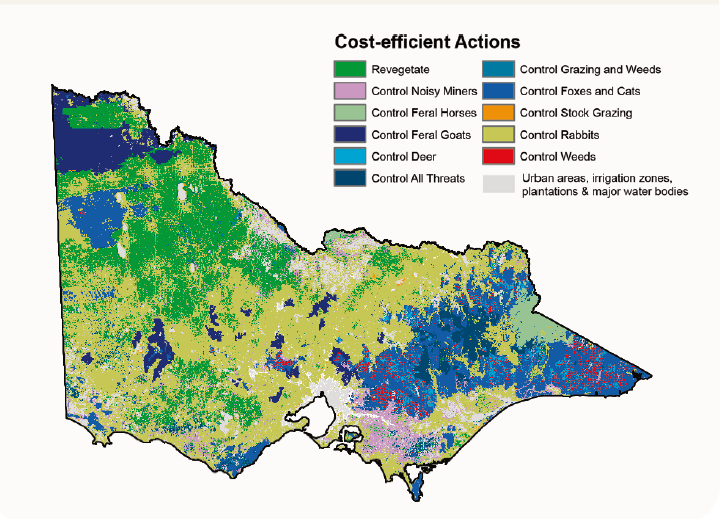 Cost-efficient Actions
Revegetate
Control Noisy Miners
Control Feral Horses
Control Feral Goats
Control Deer
Control All Threats
Control Grazing and Weeds
Control Foxes and Cats
Control Stock Grazing
Control Rabbits
Control Weeds
Urban areas, irrigation zones,
plantations & major water bodies